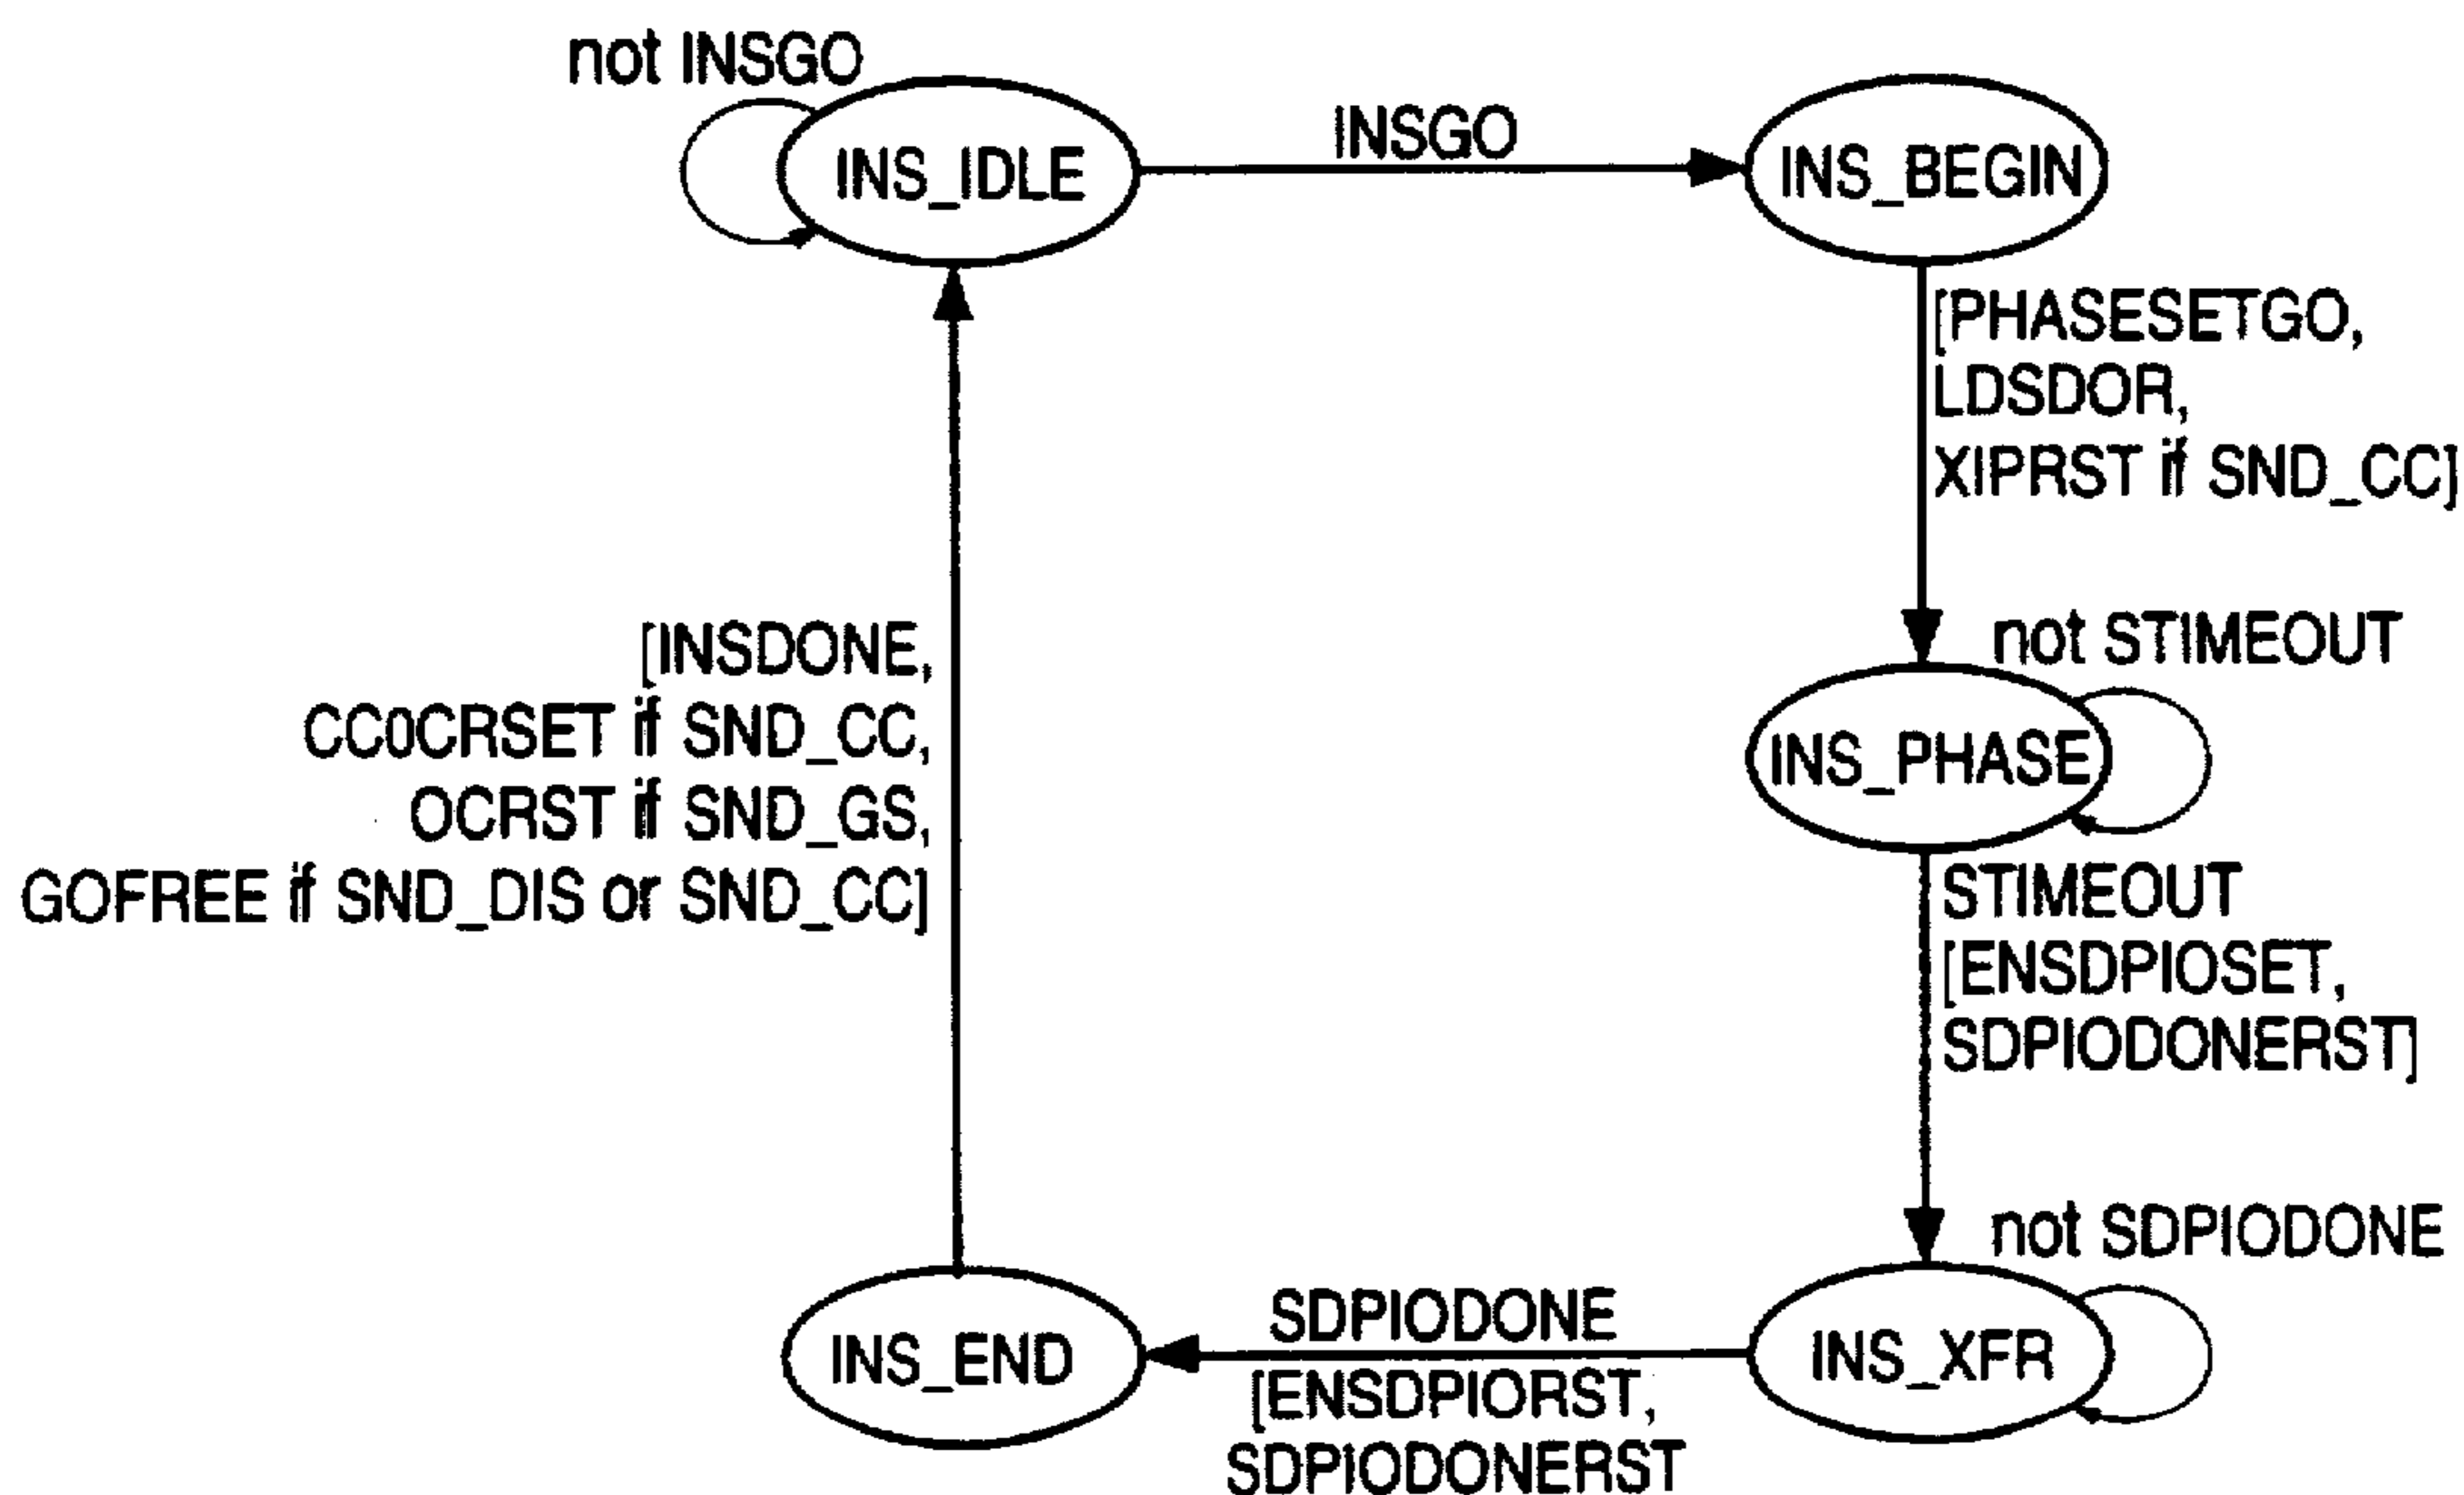 not INSGO
INS_IDLE
INSGO
INS_BEGIN
[PHASESETGO,
LDSDOR,
XIPRST if SND_CC]
not STIMEOUT
INS_PHASE
STIMEOUT
[ENSDPIOSET,
SDPIODONERST]
not SDPIODONE
INS_XFR
SDPIODONE
[ENSDPIORST,
SDPIODONERST
INS_END
[INSDONE,
CC0CRSET if SND_CC,
OCRST if SND_GS,
GOFREE if SND_DIS or SND_CC]